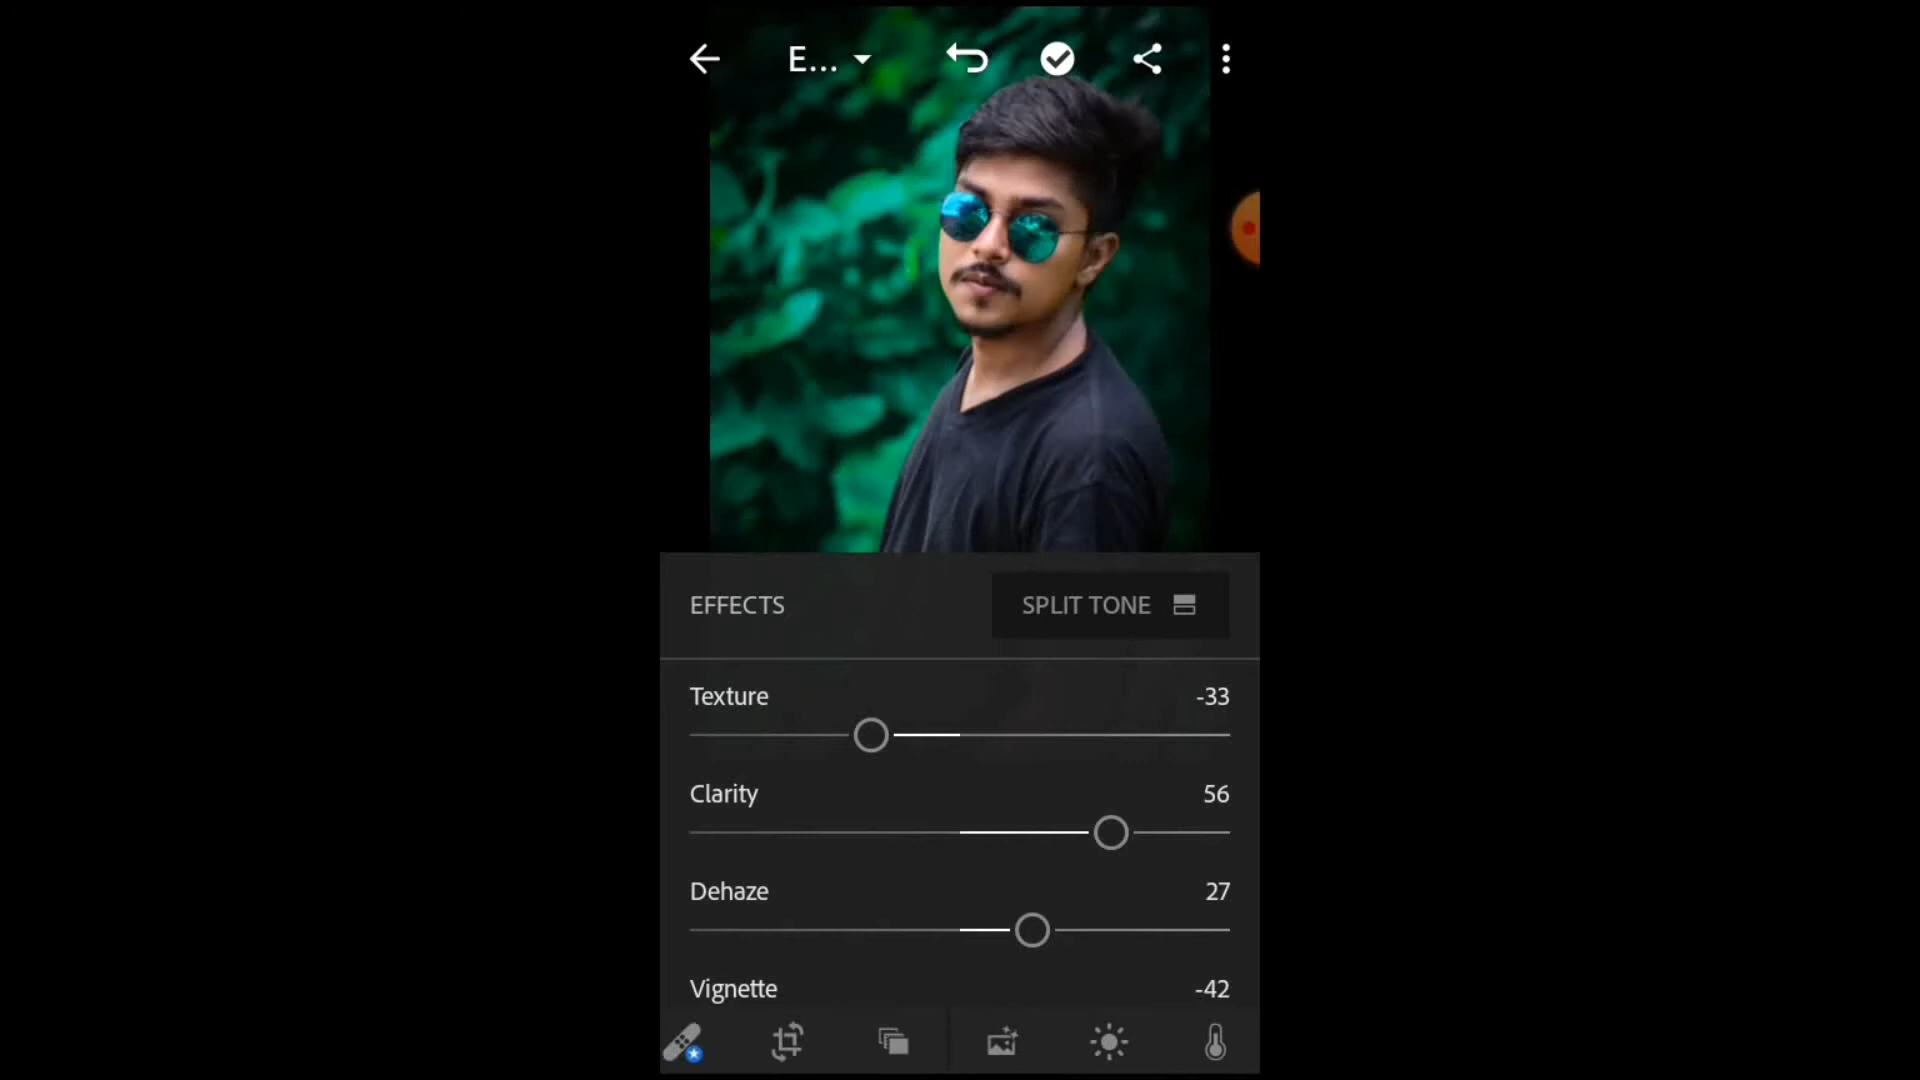 E...
EFFECTS
SPLIT TONE
Texture -33
Clarity 56
Dehaze 27
Vignette -42